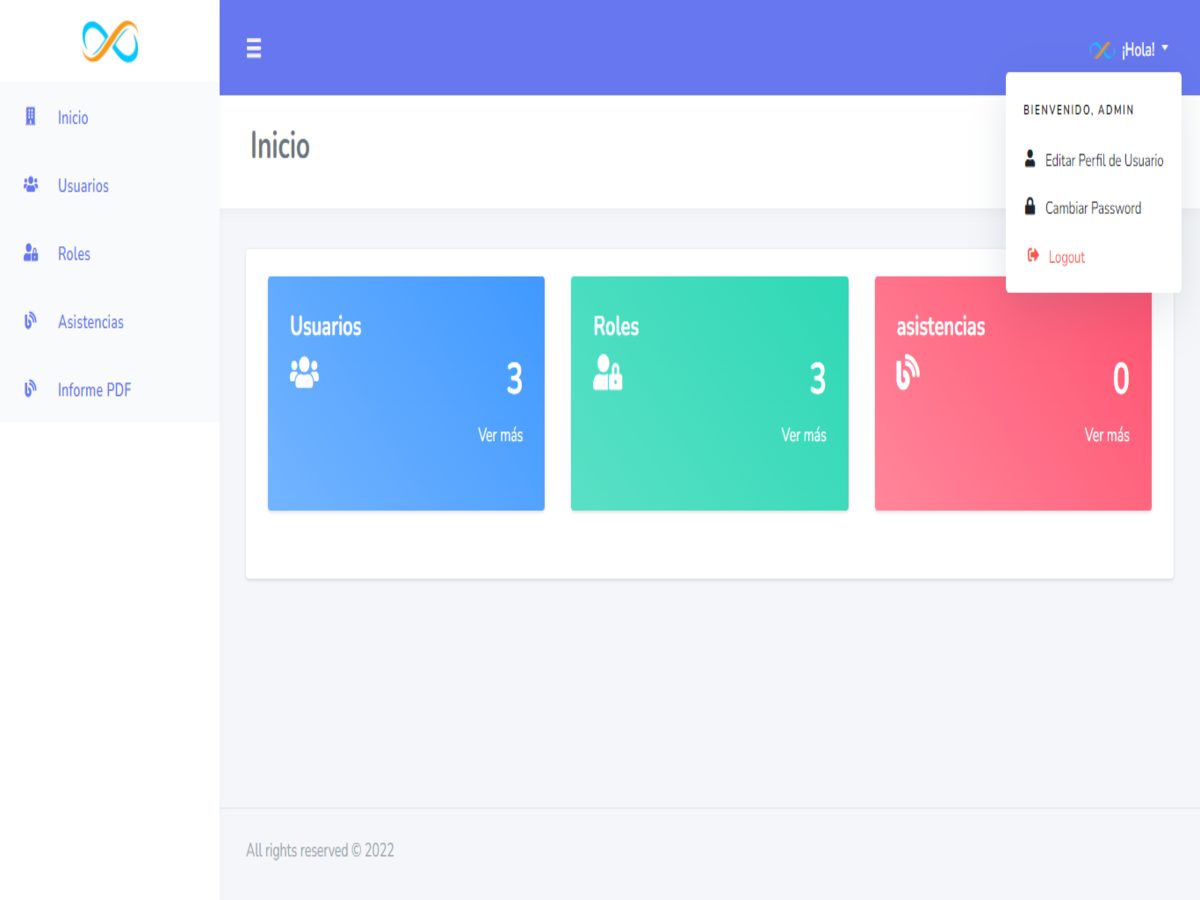 ¡Hola!
BIENVENIDO, ADMIN
Editar Perfil de Usuario
Cambiar Password
Logout
Inicio
Usuarios
Roles
Asistencias
Informe PDF
Inicio
Usuarios
3
Ver más
Roles
3
Ver más
asistencias
0
Ver más
All rights reserved © 2022